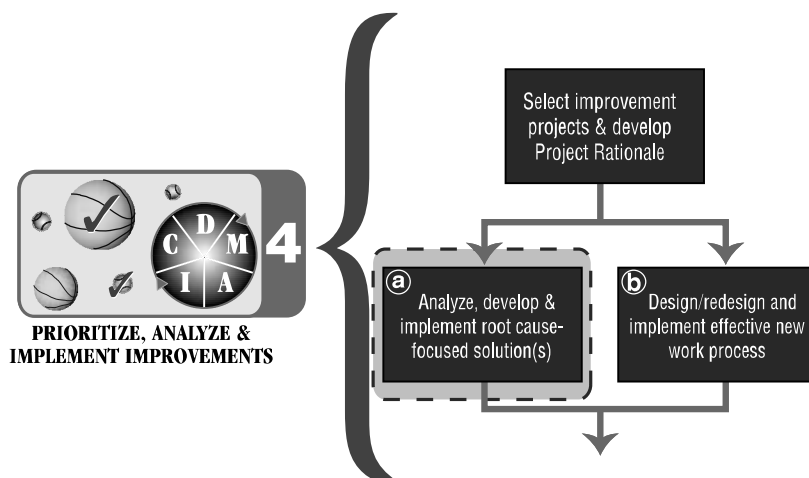 D
C
M
I
A
4
PRIORITIZE, ANALYZE &
IMPLEMENT IMPROVEMENTS
Select improvement
projects & develop
Project Rationale
a
Analyze, develop &
implement root cause-
focused solution(s)
b
Design/redesign and
implement effective new
work process